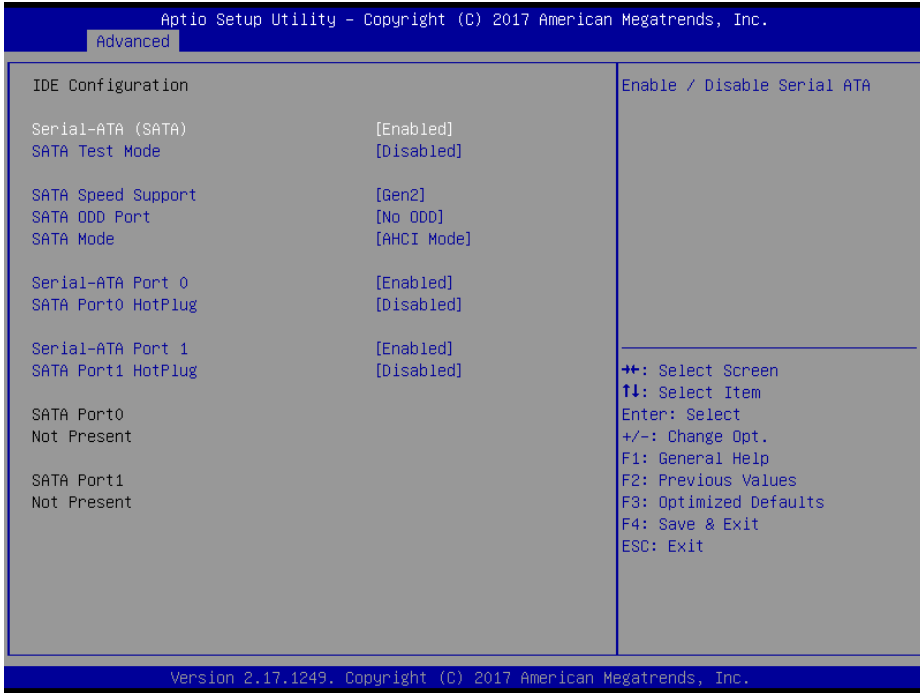 Aptio Setup Utility – Copyright (C) 2017 American Megatrends, Inc.
Advanced
IDE Configuration
Serial-ATA (SATA) [Enabled]
SATA Test Mode [Disabled]
SATA Speed Support [Gen2]
SATA ODD Port [No ODD]
SATA Mode [AHCI Mode]
Serial-ATA Port 0 [Enabled]
SATA Port0 HotPlug [Disabled]
Serial-ATA Port 1 [Enabled]
SATA Port1 HotPlug [Disabled]
SATA Port0
Not Present
SATA Port1
Not Present
Enable / Disable Serial ATA
→←: Select Screen
↑↓: Select Item
Enter: Select
+/-: Change Opt.
F1: General Help
F2: Previous Values
F3: Optimized Defaults
F4: Save & Exit
ESC: Exit
Version 2.17.1249. Copyright (C) 2017 American Megatrends, Inc.